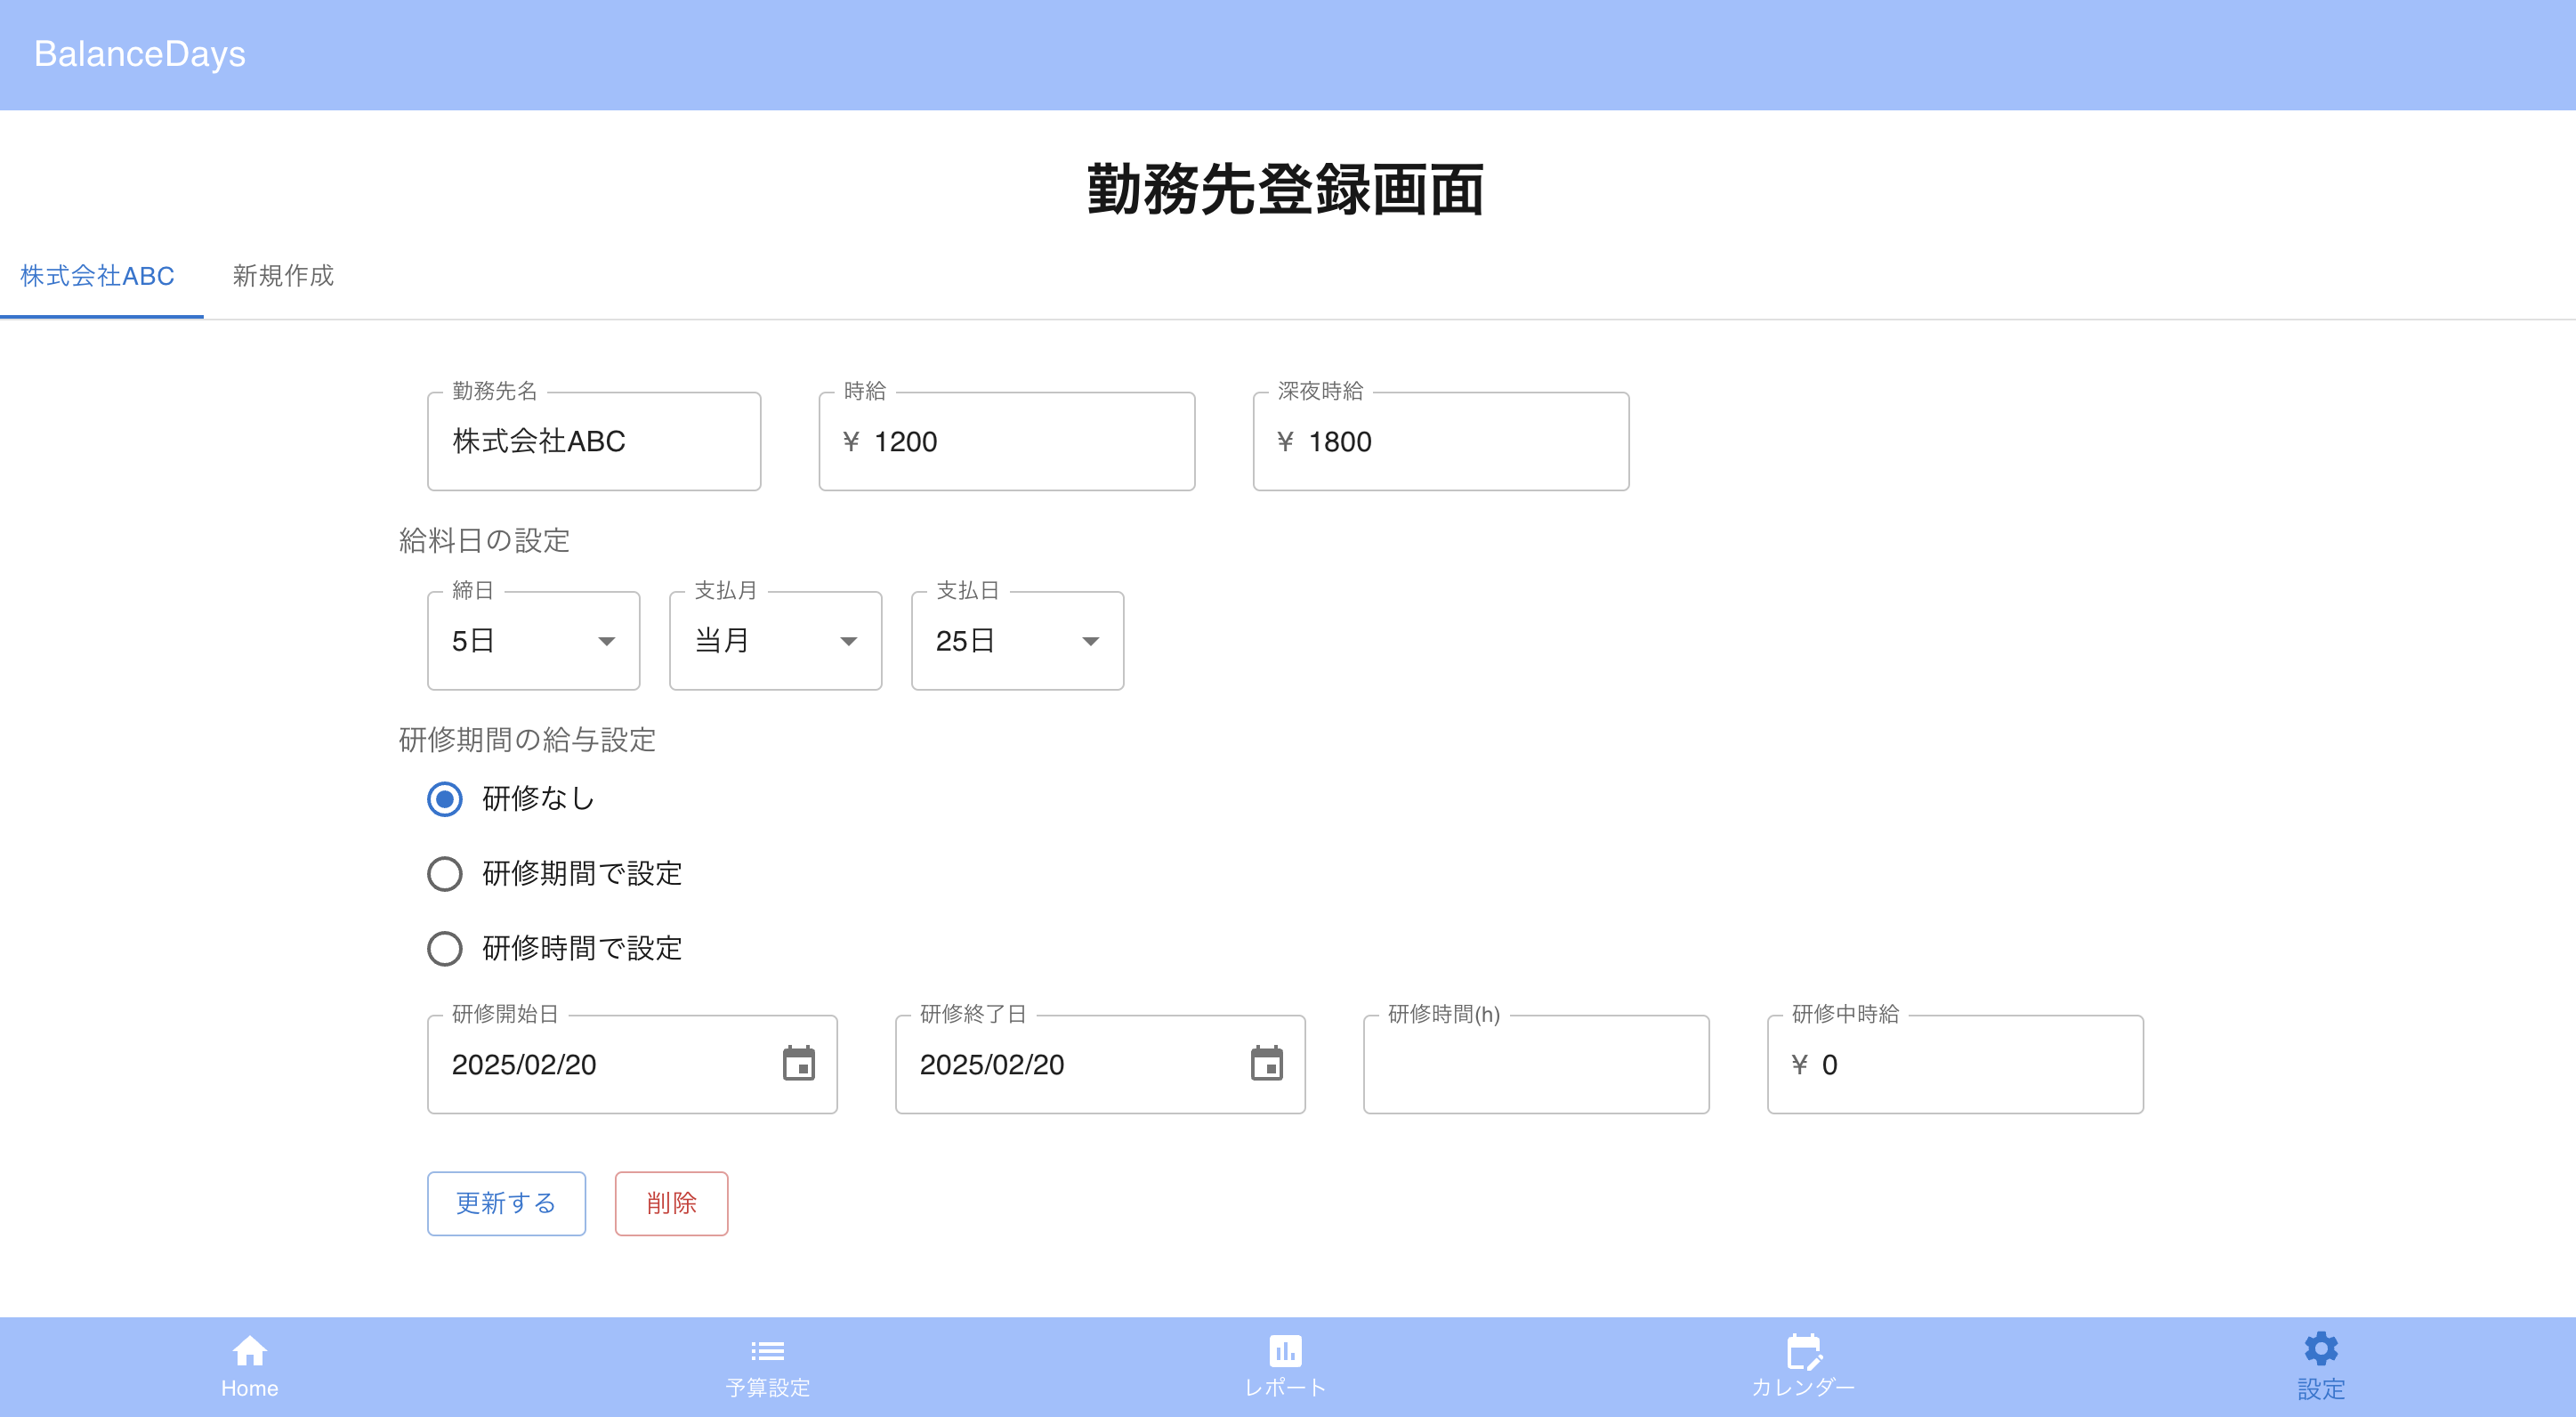 BalanceDays
勤務先登録画面
株式会社ABC 新規作成
勤務先名 時給 深夜時給
株式会社ABC ¥ 1200 ¥ 1800
給料日の設定
締日 支払月 支払日
5日 当月 25日
研修期間の給与設定
研修なし
研修期間で設定
研修時間で設定
研修開始日 研修終了日 研修時間(h) 研修中時給
2025/02/20 2025/02/20 ¥ 0
更新する 削除
Home 予算設定 レポート カレンダー 設定